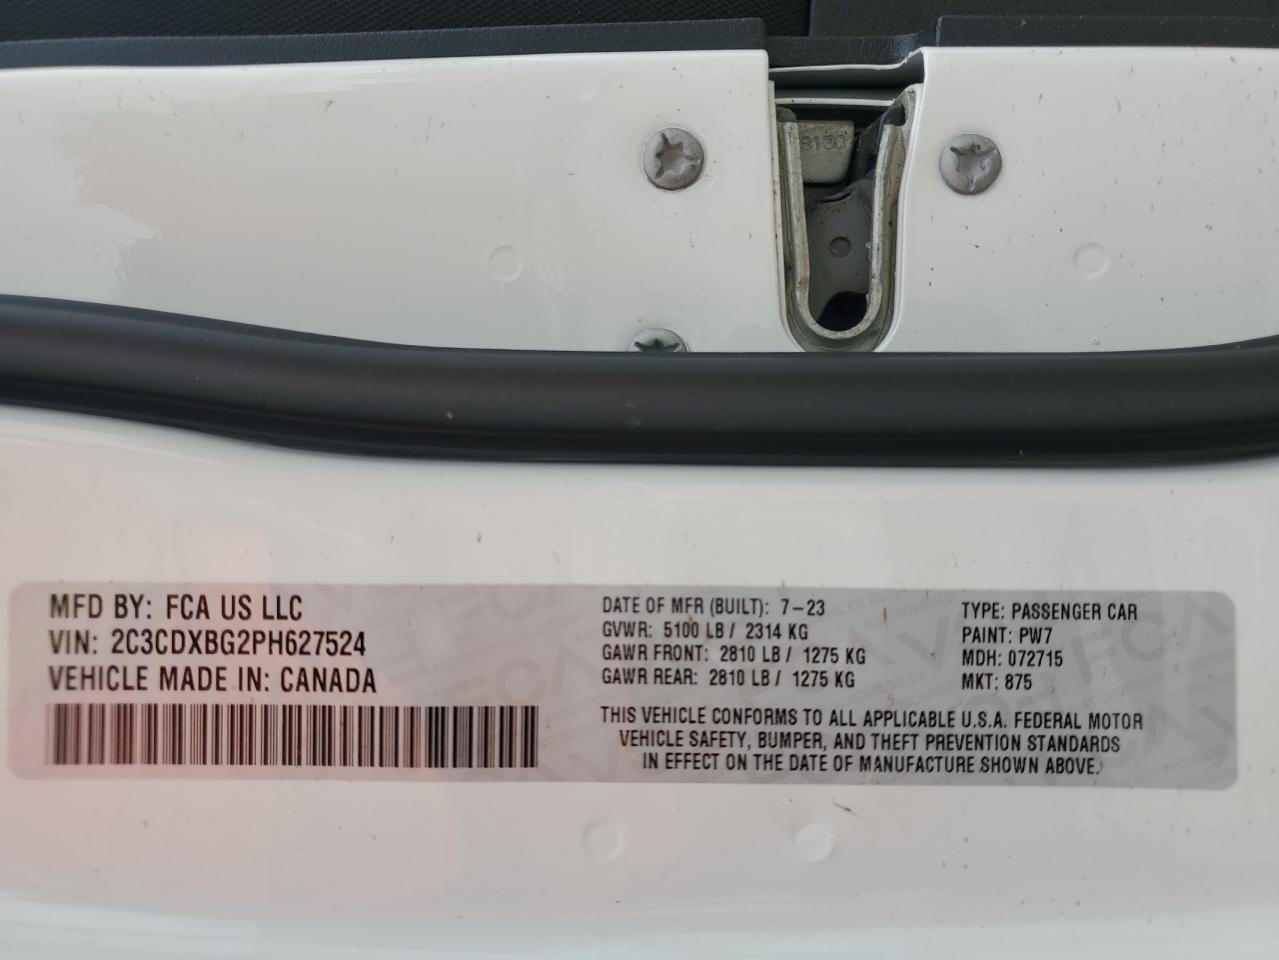 8130
MFD BY: FCA US LLC
VIN: 2C3CDXBG2PH627524
VEHICLE MADE IN: CANADA
DATE OF MFR (BUILT): 7-23
GVWR: 5100 LB / 2314 KG
GAWR FRONT: 2810 LB / 1275 KG
GAWR REAR: 2810 LB / 1275 KG
TYPE: PASSENGER CAR
PAINT: PW7
MDH: 072715
MKT: 875
THIS VEHICLE CONFORMS TO ALL APPLICABLE U.S.A. FEDERAL MOTOR
VEHICLE SAFETY, BUMPER, AND THEFT PREVENTION STANDARDS
IN EFFECT ON THE DATE OF MANUFACTURE SHOWN ABOVE.